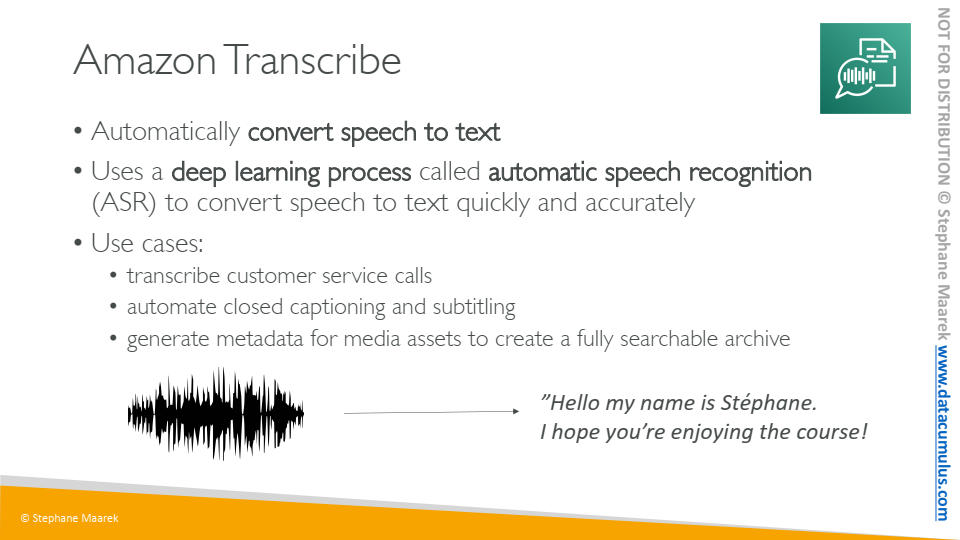 Amazon Transcribe
• Automatically convert speech to text
• Uses a deep learning process called automatic speech recognition
(ASR) to convert speech to text quickly and accurately
• Use cases:
• transcribe customer service calls
• automate closed captioning and subtitling
• generate metadata for media assets to create a fully searchable archive
”Hello my name is Stéphane.
I hope you’re enjoying the course!
© Stephane Maarek
NOT FOR DISTRIBUTION © Stephane Maarek www.datacumulus.com